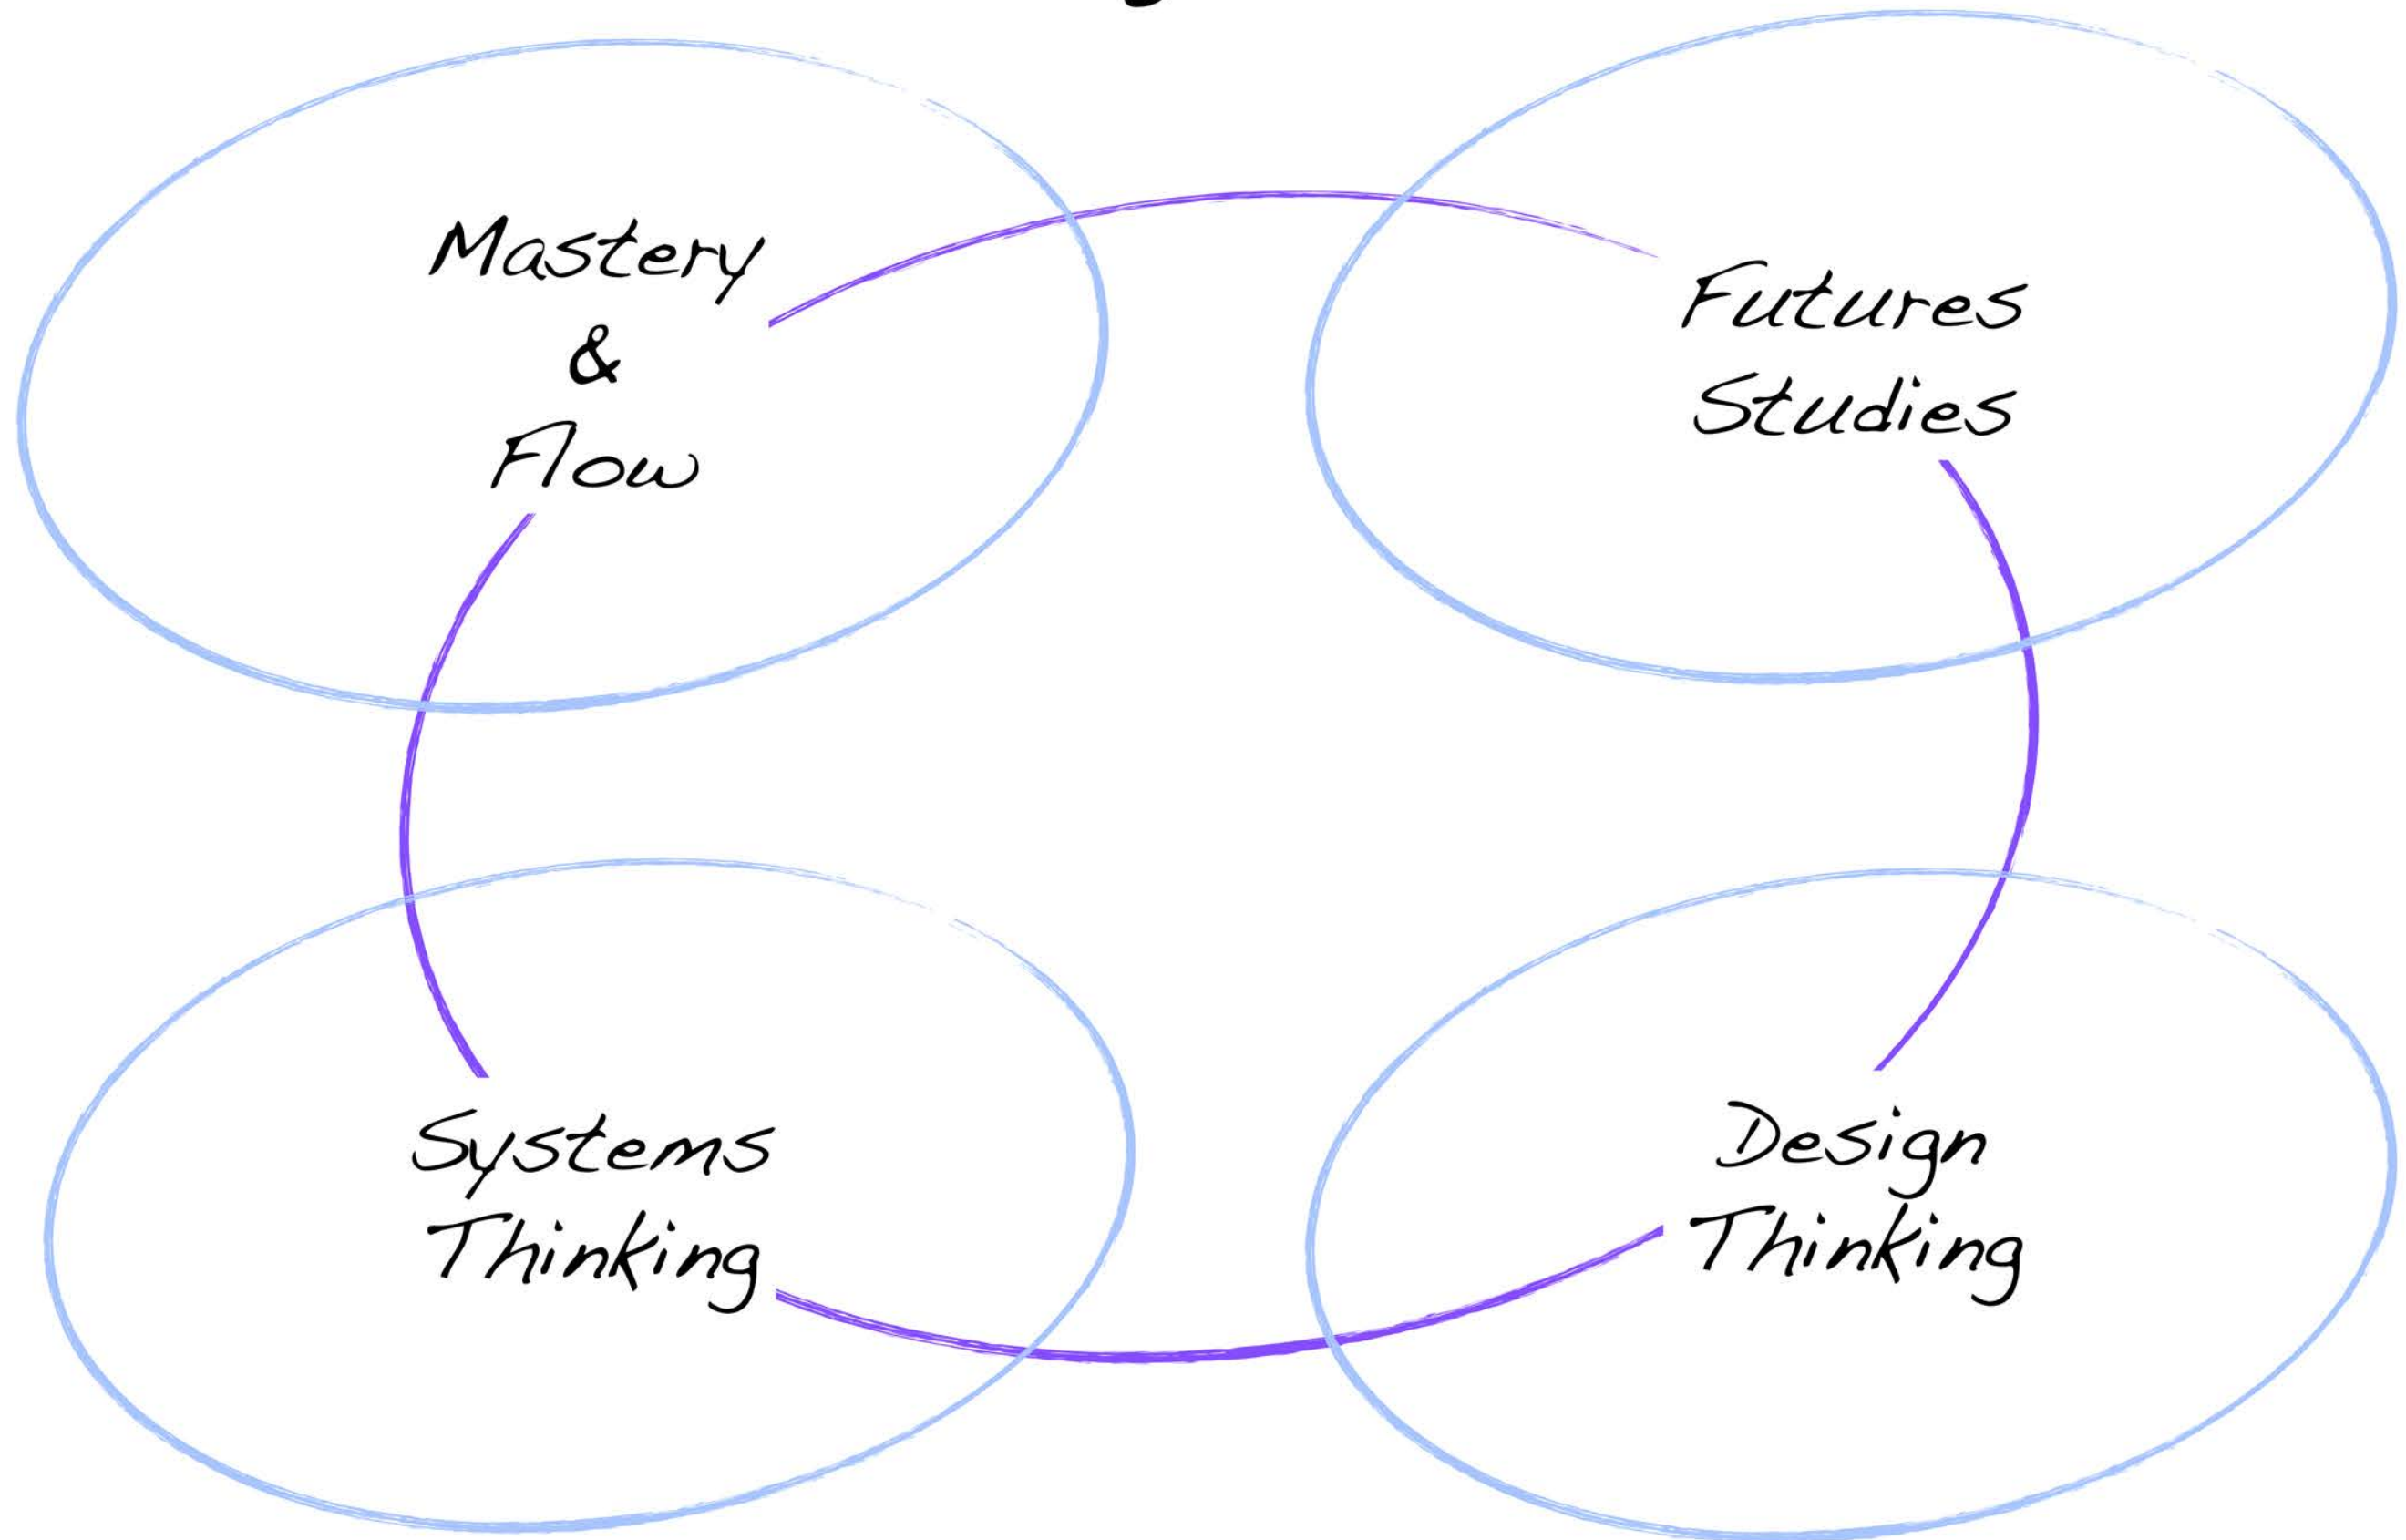 Mastery
&
Flow
Futures
Studies
Systems
Thinking
Design
Thinking